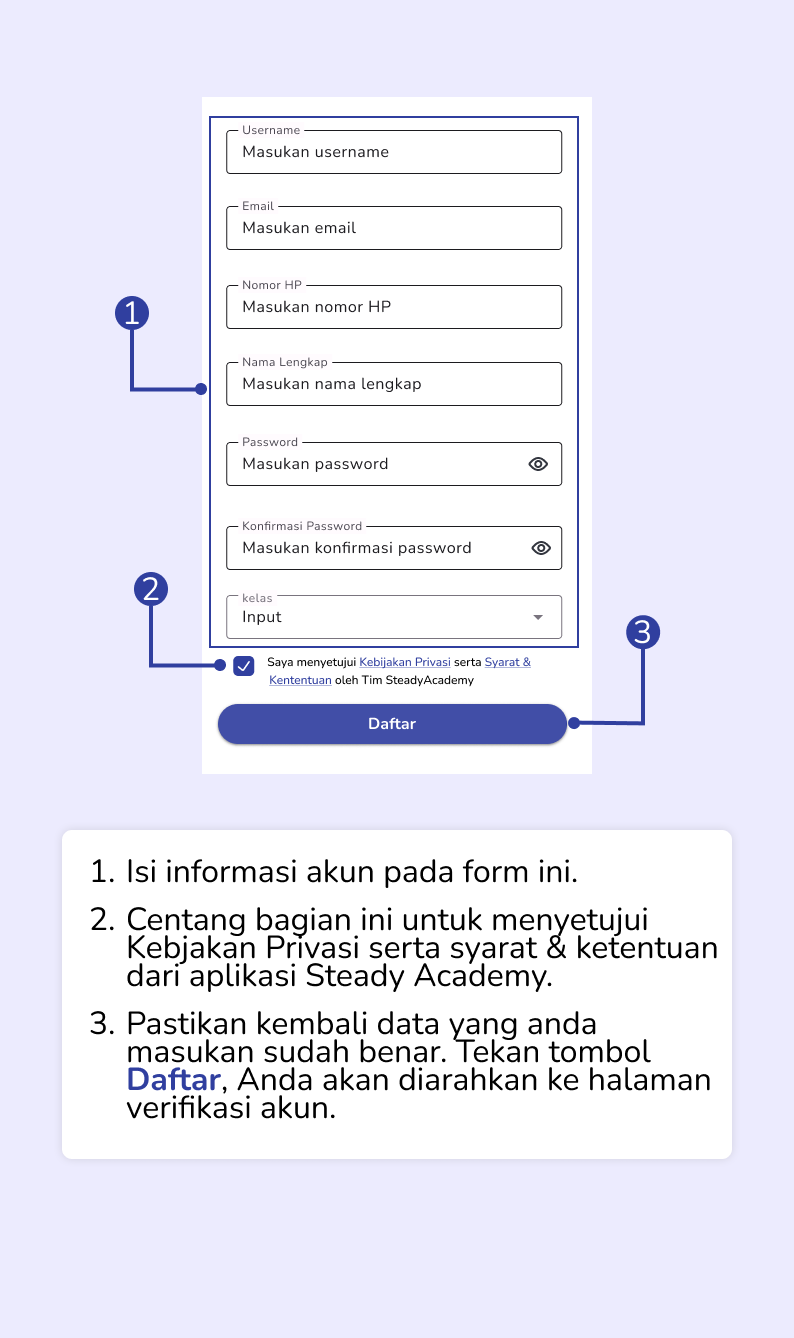 Username
Masukan username
Email
Masukan email
Nomor HP
Masukan nomor HP
1
Nama Lengkap
Masukan nama lengkap
Password
Masukan password
Konfirmasi Password
Masukan konfirmasi password
2
kelas
Input
3
Saya menyetujui Kebijakan Privasi serta Syarat &
Kententuan oleh Tim SteadyAcademy
Daftar
1. Isi informasi akun pada form ini.
2. Centang bagian ini untuk menyetujui
Kebjakan Privasi serta syarat & ketentuan
dari aplikasi Steady Academy.
3. Pastikan kembali data yang anda
masukan sudah benar. Tekan tombol
Daftar, Anda akan diarahkan ke halaman
verifikasi akun.